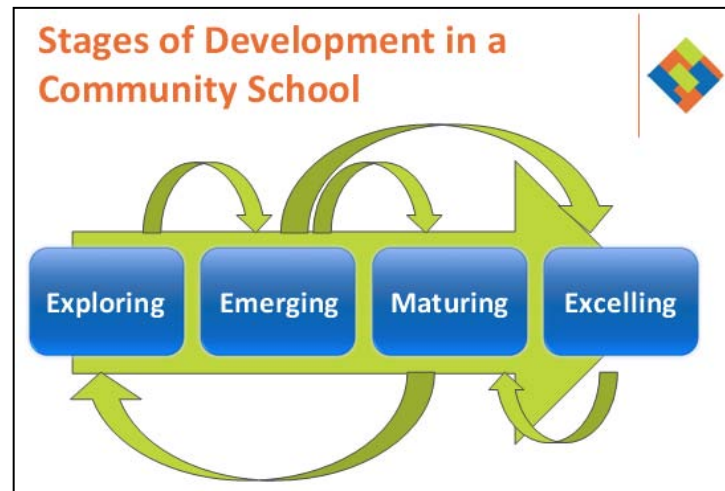 Stages of Development in a
Community School
Exploring
Emerging
Maturing
Excelling